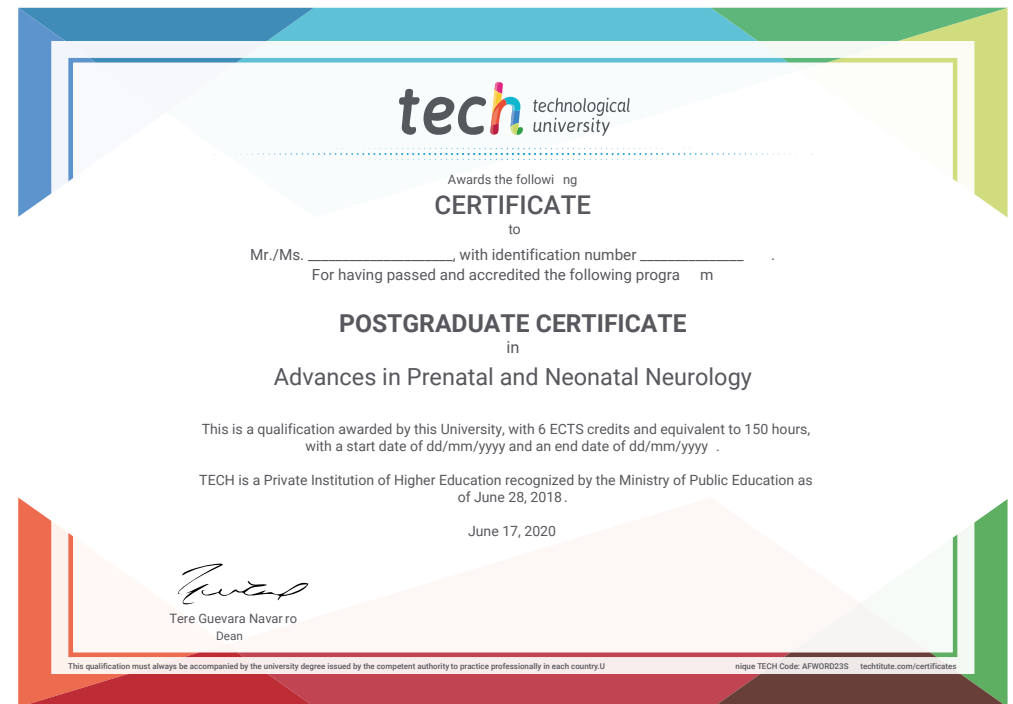 tech technological
university
Awards the followi ng
CERTIFICATE
to
Mr./Ms. ____________________, with identification number ______________ .
For having passed and accredited the following progra m
POSTGRADUATE CERTIFICATE
in
Advances in Prenatal and Neonatal Neurology
This is a qualification awarded by this University, with 6 ECTS credits and equivalent to 150 hours,
with a start date of dd/mm/yyyy and an end date of dd/mm/yyyy .
TECH is a Private Institution of Higher Education recognized by the Ministry of Public Education as
of June 28, 2018 .
June 17, 2020
Tere Guevara Navar ro
Dean
This qualification must always be accompanied by the university degree issued by the competent authority to practice professionally in each country.U nique TECH Code: AFWORD23S techtitute.com/certificates